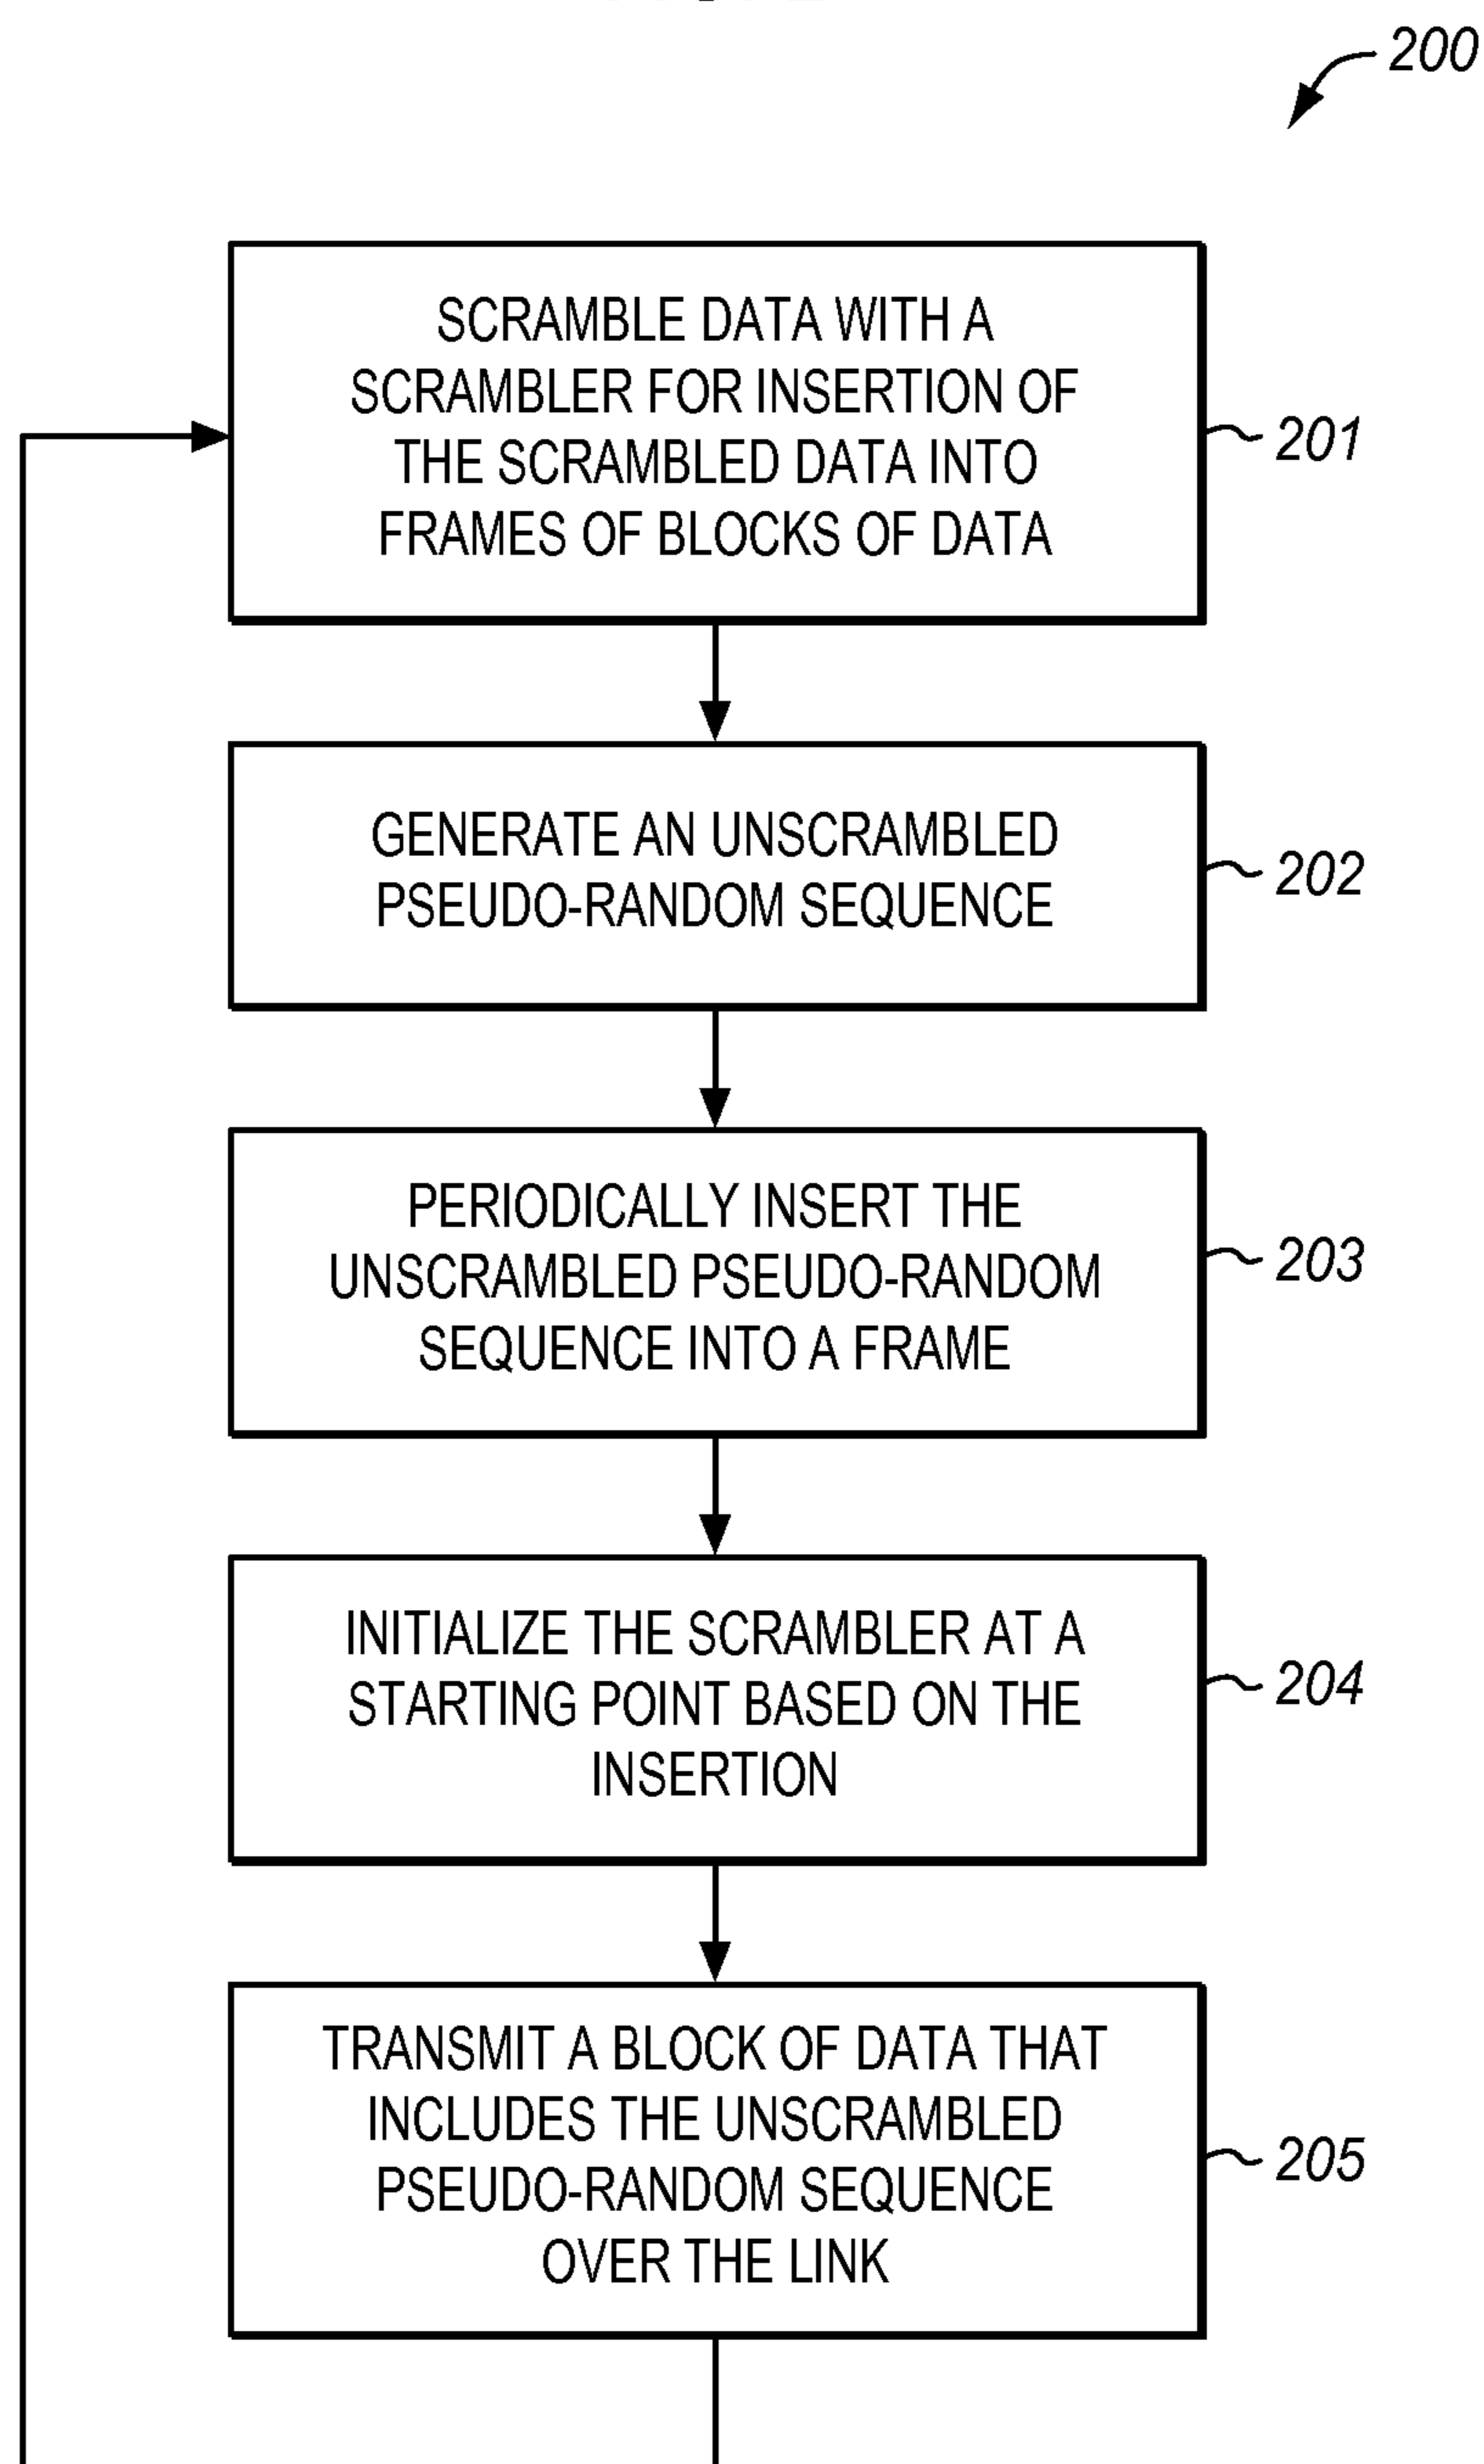 200
SCRAMBLE DATA WITH A
SCRAMBLER FOR INSERTION OF
THE SCRAMBLED DATA INTO
FRAMES OF BLOCKS OF DATA
201
GENERATE AN UNSCRAMBLED
PSEUDO-RANDOM SEQUENCE
202
PERIODICALLY INSERT THE
UNSCRAMBLED PSEUDO-RANDOM
SEQUENCE INTO A FRAME
203
INITIALIZE THE SCRAMBLER AT A
STARTING POINT BASED ON THE
INSERTION
204
TRANSMIT A BLOCK OF DATA THAT
INCLUDES THE UNSCRAMBLED
PSEUDO-RANDOM SEQUENCE
OVER THE LINK
205